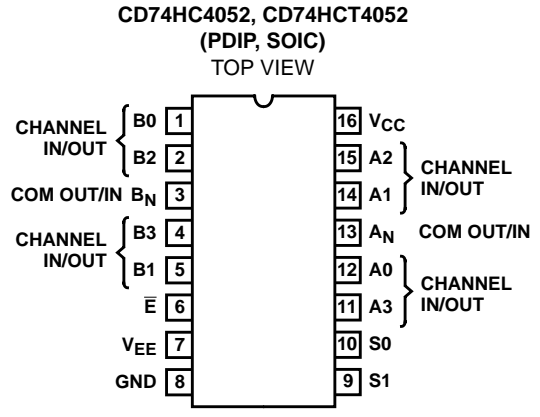 CD74HC4052, CD74HCT4052
(PDIP, SOIC)
TOP VIEW
CHANNEL
IN/OUT
B0 1
B2 2
COM OUT/IN BN 3
CHANNEL
IN/OUT
B3 4
B1 5
E̅ 6
VEE 7
GND 8
16 VCC
15 A2
14 A1
CHANNEL
IN/OUT
13 AN COM OUT/IN
12 A0
11 A3
CHANNEL
IN/OUT
10 S0
9 S1